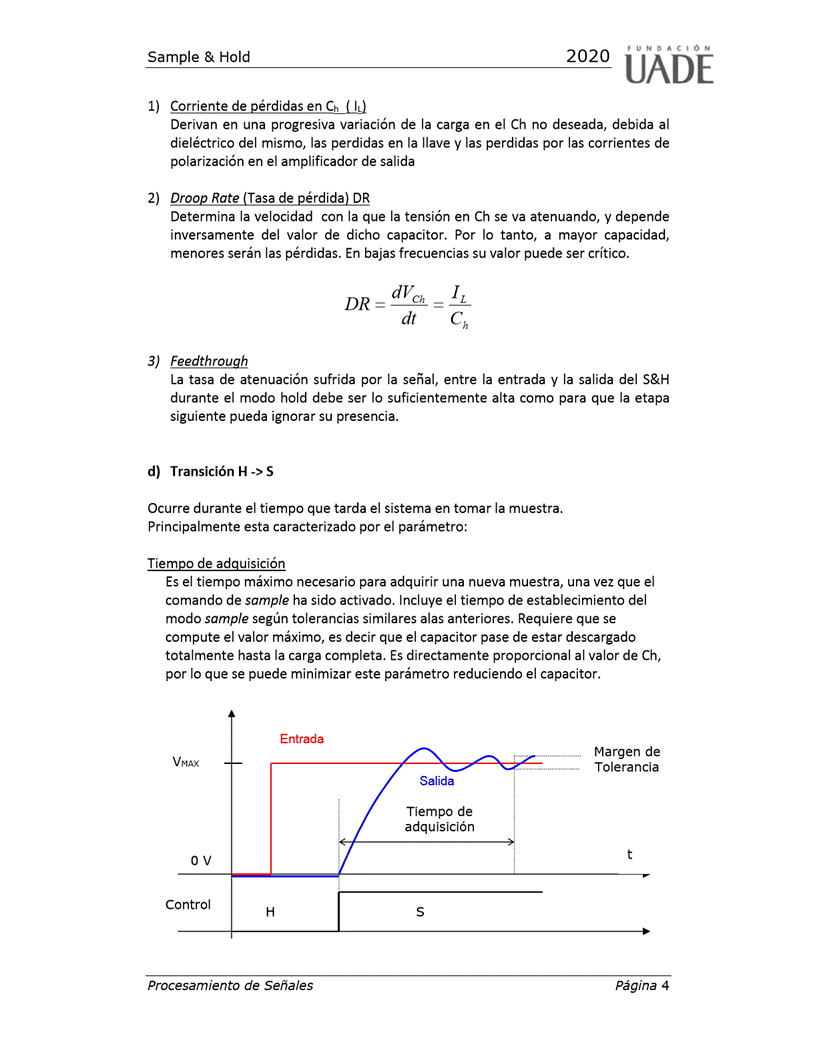 Sample & Hold 2020 FUNDACIÓN
UADE
1) Corriente de pérdidas en Ch ( IL)
Derivan en una progresiva variación de la carga en el Ch no deseada, debida al
dieléctrico del mismo, las perdidas en la llave y las perdidas por las corrientes de
polarización en el amplificador de salida
2) Droop Rate (Tasa de pérdida) DR
Determina la velocidad con la que la tensión en Ch se va atenuando, y depende
inversamente del valor de dicho capacitor. Por lo tanto, a mayor capacidad,
menores serán las pérdidas. En bajas frecuencias su valor puede ser crítico.
DR = dVCh/dt = IL/Ch
3) Feedthrough
La tasa de atenuación sufrida por la señal, entre la entrada y la salida del S&H
durante el modo hold debe ser lo suficientemente alta como para que la etapa
siguiente pueda ignorar su presencia.
d) Transición H -> S
Ocurre durante el tiempo que tarda el sistema en tomar la muestra.
Principalmente esta caracterizado por el parámetro:
Tiempo de adquisición
Es el tiempo máximo necesario para adquirir una nueva muestra, una vez que el
comando de sample ha sido activado. Incluye el tiempo de establecimiento del
modo sample según tolerancias similares alas anteriores. Requiere que se
compute el valor máximo, es decir que el capacitor pase de estar descargado
totalmente hasta la carga completa. Es directamente proporcional al valor de Ch,
por lo que se puede minimizar este parámetro reduciendo el capacitor.
Entrada
VMAX
Margen de
Tolerancia
Salida
Tiempo de
adquisición
0 V
t
Control
H
S
Procesamiento de Señales Página 4